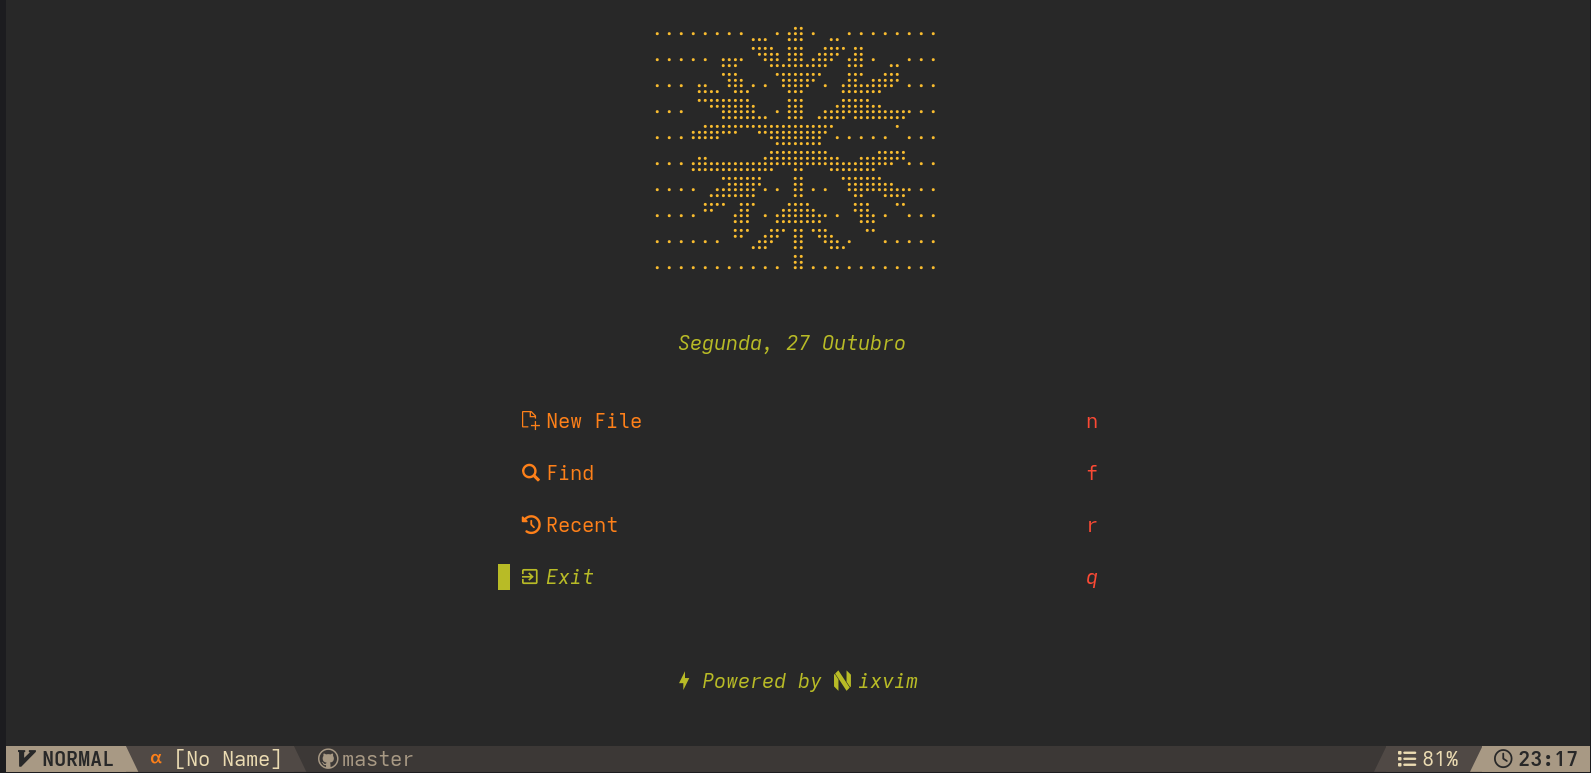 Segunda, 27 Outubro
New File n
Find f
Recent r
Exit q
Powered by ixvim
NORMAL α [No Name] master 81% 23:17